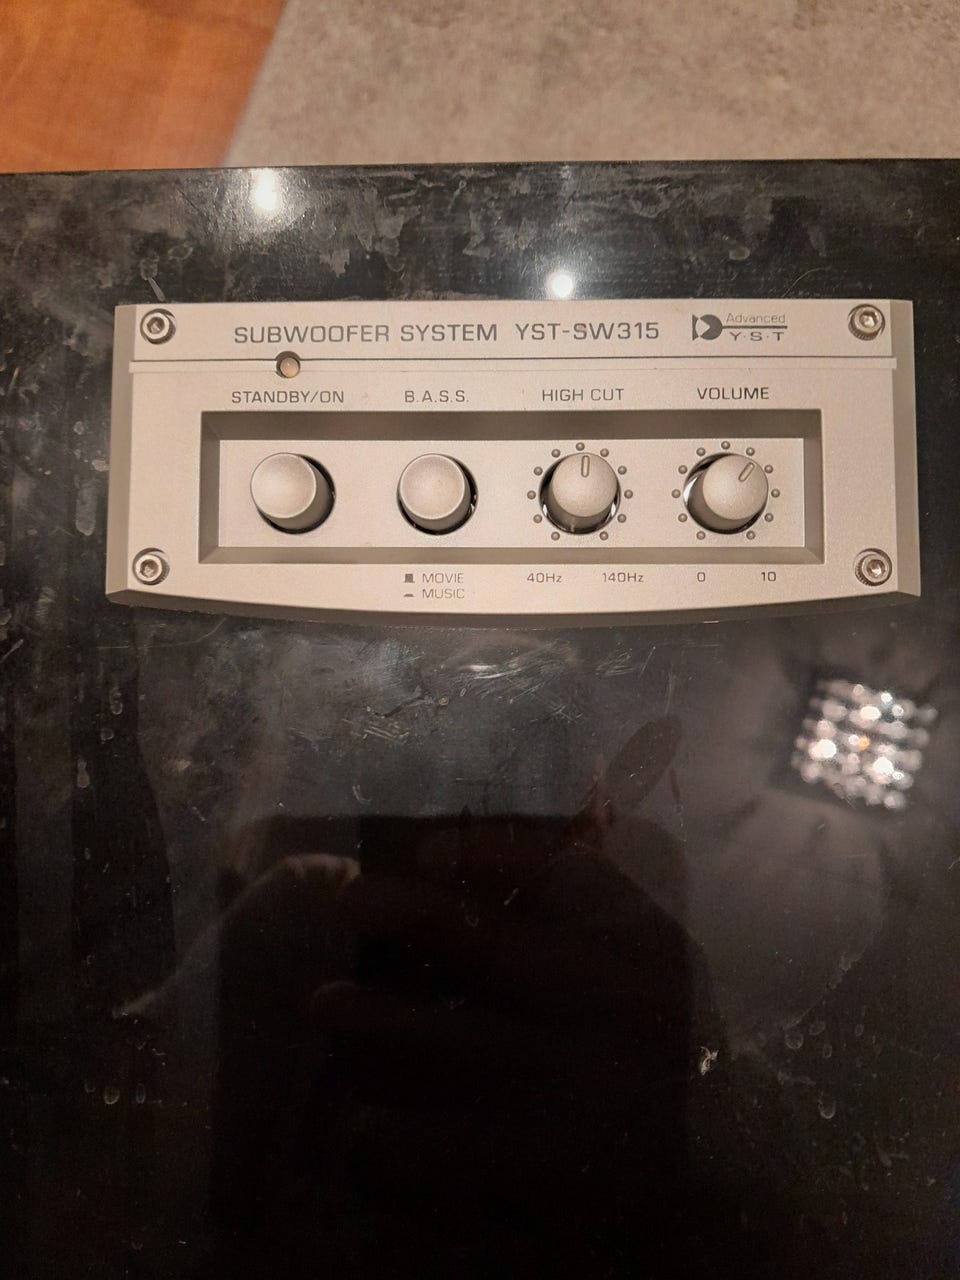 SUBWOOFER SYSTEM YST-SW315
Advanced
Y·S·T
STANDBY/ON B.A.S.S. HIGH CUT VOLUME
MOVIE
MUSIC
40Hz 140Hz 0 10